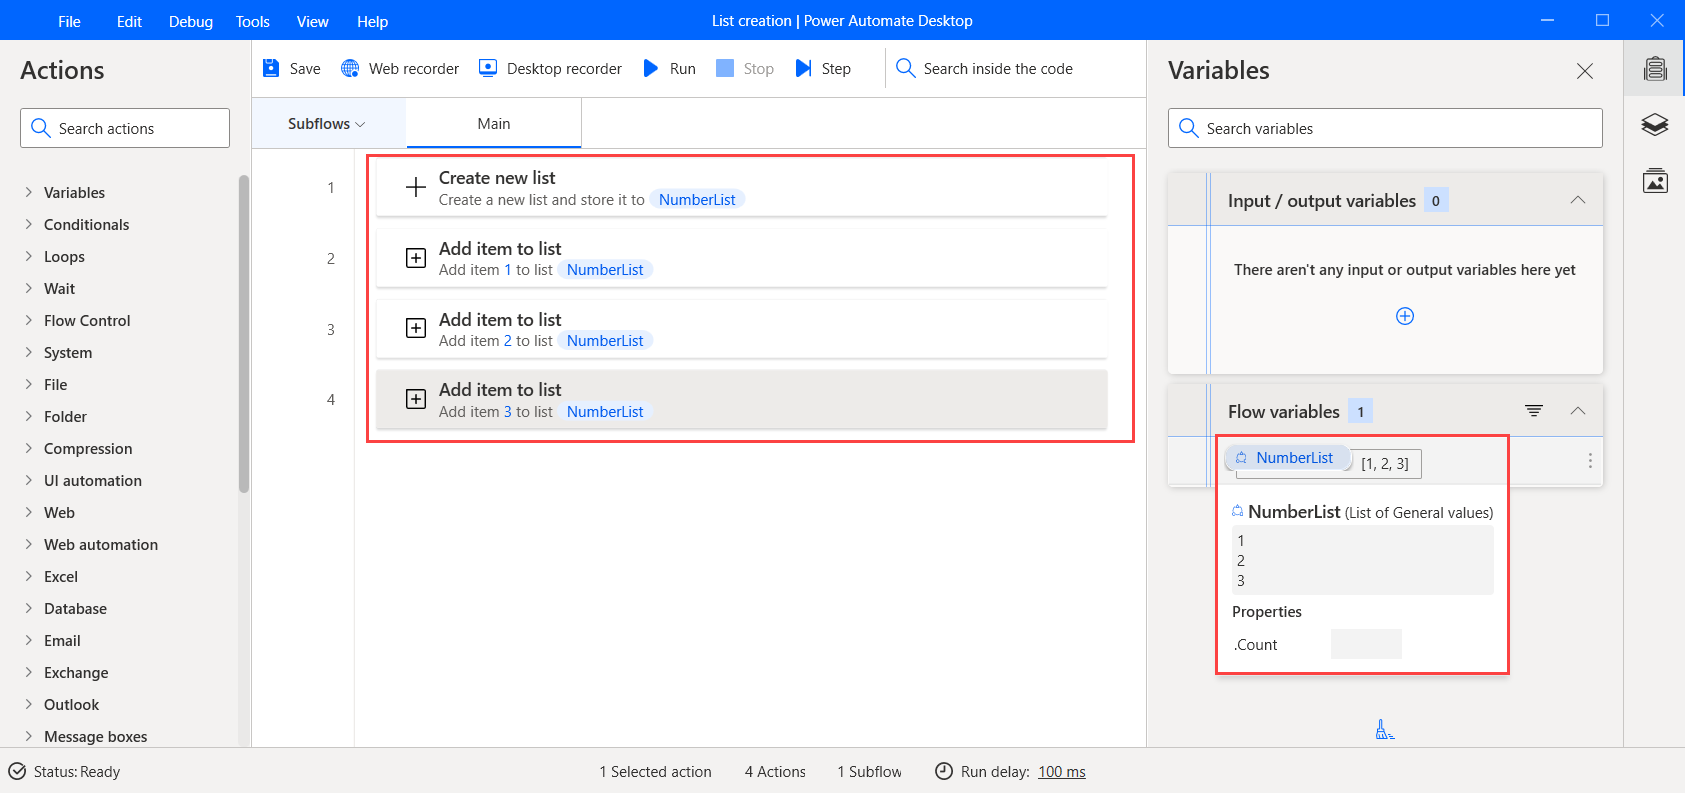 File Edit Debug Tools View Help
List creation | Power Automate Desktop
Actions
Search actions
Variables
Conditionals
Loops
Wait
Flow Control
System
File
Folder
Compression
UI automation
Web
Web automation
Excel
Database
Email
Exchange
Outlook
Message boxes
Save Web recorder Desktop recorder Run Stop Step Search inside the code
Subflows Main
1
Create new list
Create a new list and store it to NumberList
2
Add item to list
Add item 1 to list NumberList
3
Add item to list
Add item 2 to list NumberList
4
Add item to list
Add item 3 to list NumberList
Variables
Search variables
Input / output variables 0
There aren't any input or output variables here yet
Flow variables 1
NumberList [1, 2, 3]
NumberList (List of General values)
1
2
3
Properties
.Count
Status: Ready 1 Selected action 4 Actions 1 Subflow Run delay: 100 ms